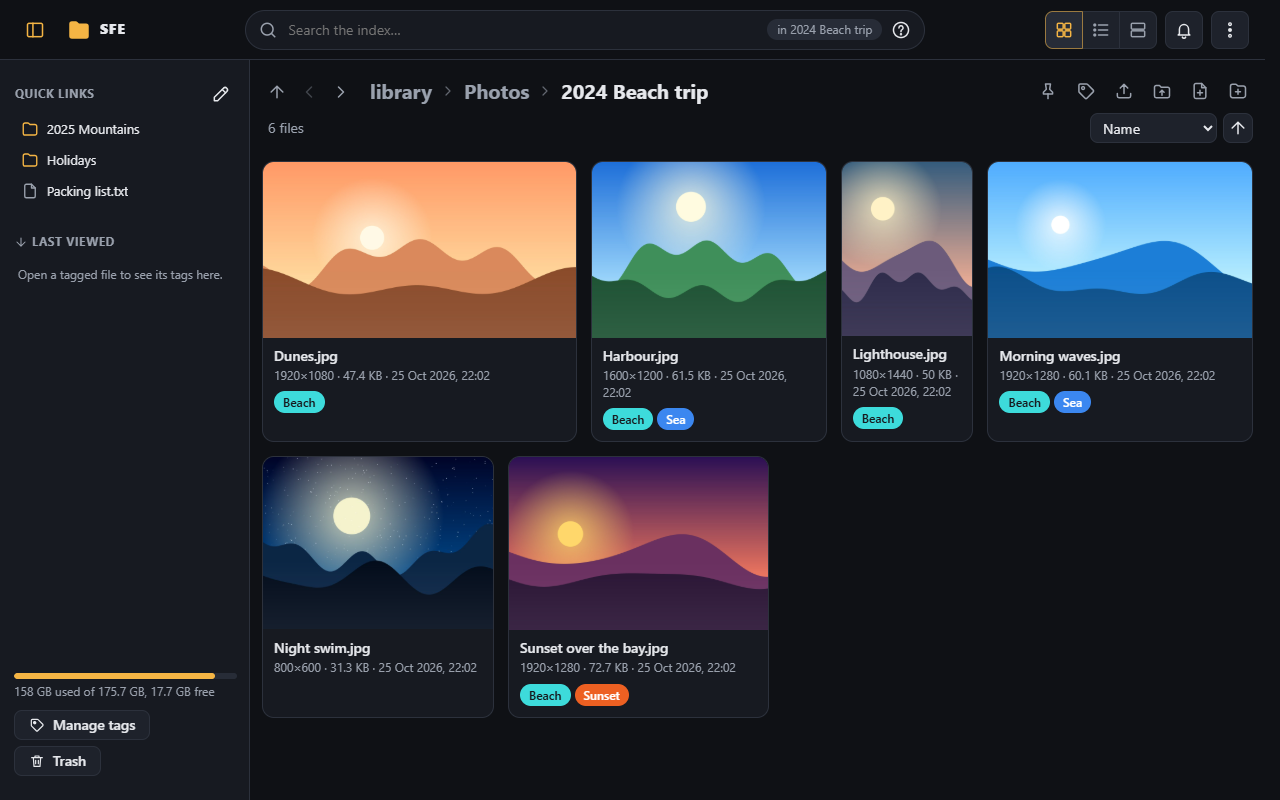 SFE
Search the index...
in 2024 Beach trip
QUICK LINKS
2025 Mountains
Holidays
Packing list.txt
LAST VIEWED
Open a tagged file to see its tags here.
158 GB used of 175.7 GB, 17.7 GB free
Manage tags
Trash
library
Photos
2024 Beach trip
6 files
Name
Dunes.jpg
1920×1080 · 47.4 KB · 25 Oct 2026, 22:02
Beach
Harbour.jpg
1600×1200 · 61.5 KB · 25 Oct 2026,
22:02
Beach Sea
Lighthouse.jpg
1080×1440 · 50 KB ·
25 Oct 2026, 22:02
Beach
Morning waves.jpg
1920×1280 · 60.1 KB · 25 Oct 2026, 22:02
Beach Sea
Night swim.jpg
800×600 · 31.3 KB · 25 Oct 2026, 22:02
Sunset over the bay.jpg
1920×1280 · 72.7 KB · 25 Oct 2026, 22:02
Beach Sunset